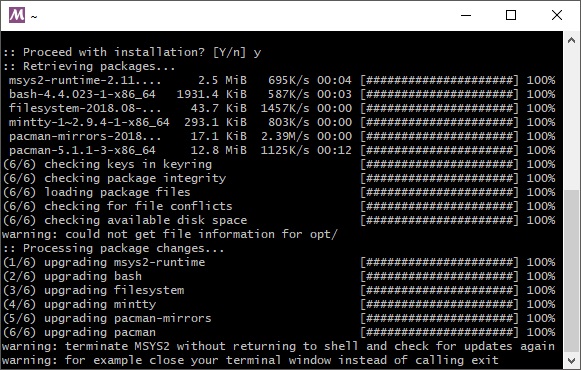 M ~
:: Proceed with installation? [Y/n] y
:: Retrieving packages...
msys2-runtime-2.11.... 2.5 MiB 695K/s 00:04 [######################] 100%
bash-4.4.023-1-x86_64 1931.4 KiB 587K/s 00:03 [######################] 100%
filesystem-2018.08-... 43.7 KiB 1457K/s 00:00 [######################] 100%
mintty-1~2.9.4-1-x86_64 293.1 KiB 803K/s 00:00 [######################] 100%
pacman-mirrors-2018... 17.1 KiB 2.39M/s 00:00 [######################] 100%
pacman-5.1.1-3-x86_64 12.8 MiB 1125K/s 00:12 [######################] 100%
(6/6) checking keys in keyring [######################] 100%
(6/6) checking package integrity [######################] 100%
(6/6) loading package files [######################] 100%
(6/6) checking for file conflicts [######################] 100%
(6/6) checking available disk space [######################] 100%
warning: could not get file information for opt/
:: Processing package changes...
(1/6) upgrading msys2-runtime [######################] 100%
(2/6) upgrading bash [######################] 100%
(3/6) upgrading filesystem [######################] 100%
(4/6) upgrading mintty [######################] 100%
(5/6) upgrading pacman-mirrors [######################] 100%
(6/6) upgrading pacman [######################] 100%
warning: terminate MSYS2 without returning to shell and check for updates again
warning: for example close your terminal window instead of calling exit